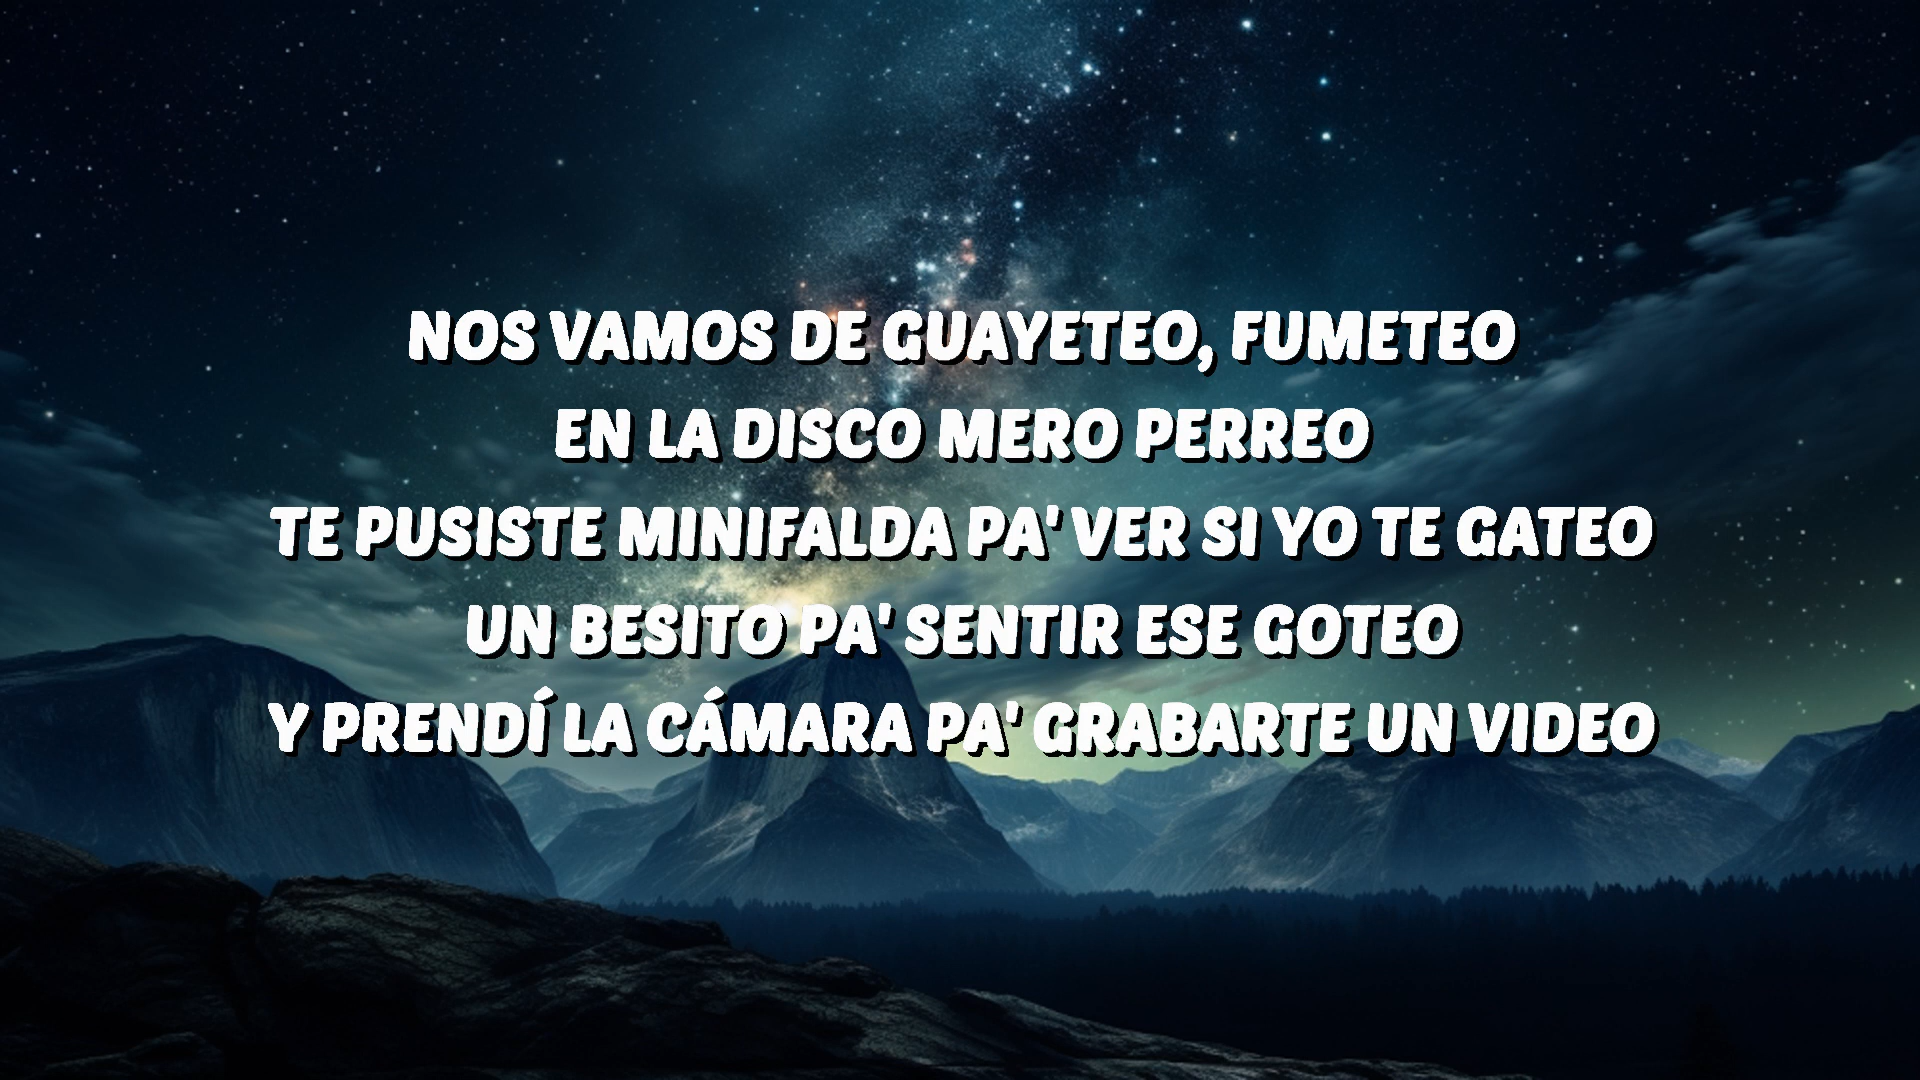 NOS VAMOS DE GUAYETEO, FUMETEO
EN LA DISCO MERO PERREO
TE PUSISTE MINIFALDA PA' VER SI YO TE GATEO
UN BESITO PA' SENTIR ESE GOTEO
Y PRENDÍ LA CÁMARA PA' GRABARTE UN VIDEO